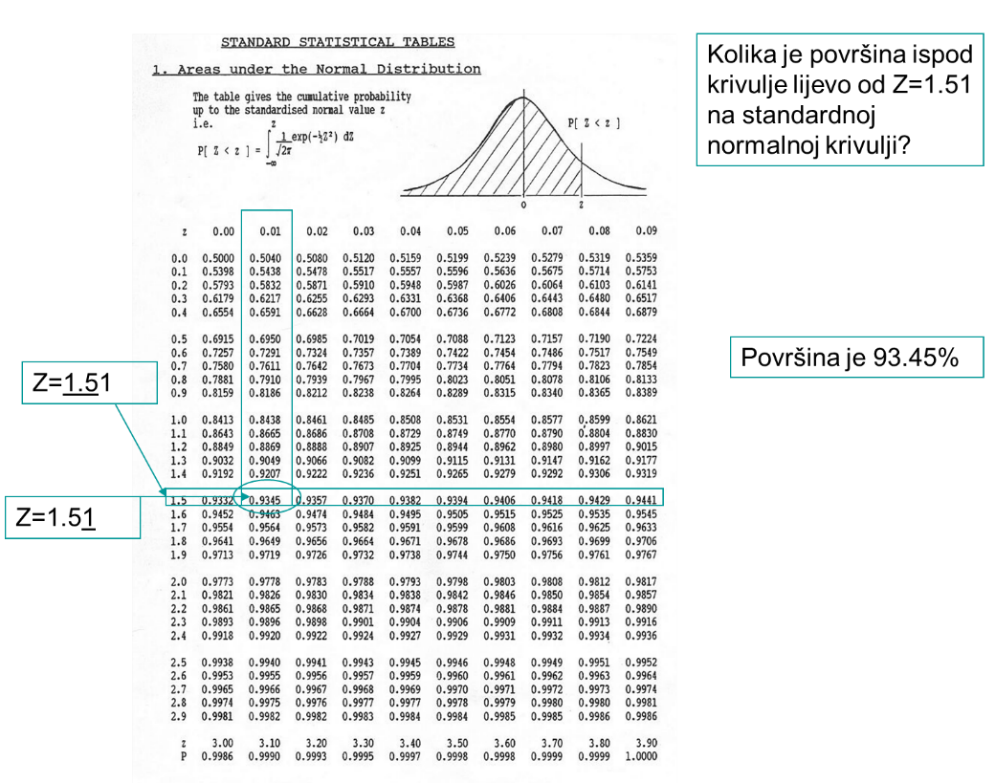 STANDARD STATISTICAL TABLES
1. Areas under the Normal Distribution
The table gives the cumulative probability
up to the standardised normal value z
i.e.
P[ Z < z ] = ∫ 1/√2π exp(-½Z²) dZ
z
-∞
P[ Z < z ]
0 z
Kolika je površina ispod
krivulje lijevo od Z=1.51
na standardnoj
normalnoj krivulji?
z 0.00 0.01 0.02 0.03 0.04 0.05 0.06 0.07 0.08 0.09
0.0 0.5000 0.5040 0.5080 0.5120 0.5159 0.5199 0.5239 0.5279 0.5319 0.5359
0.1 0.5398 0.5438 0.5478 0.5517 0.5557 0.5596 0.5636 0.5675 0.5714 0.5753
0.2 0.5793 0.5832 0.5871 0.5910 0.5948 0.5987 0.6026 0.6064 0.6103 0.6141
0.3 0.6179 0.6217 0.6255 0.6293 0.6331 0.6368 0.6406 0.6443 0.6480 0.6517
0.4 0.6554 0.6591 0.6628 0.6664 0.6700 0.6736 0.6772 0.6808 0.6844 0.6879
0.5 0.6915 0.6950 0.6985 0.7019 0.7054 0.7088 0.7123 0.7157 0.7190 0.7224
0.6 0.7257 0.7291 0.7324 0.7357 0.7389 0.7422 0.7454 0.7486 0.7517 0.7549
0.7 0.7580 0.7611 0.7642 0.7673 0.7704 0.7734 0.7764 0.7794 0.7823 0.7854
0.8 0.7881 0.7910 0.7939 0.7967 0.7995 0.8023 0.8051 0.8078 0.8106 0.8133
0.9 0.8159 0.8186 0.8212 0.8238 0.8264 0.8289 0.8315 0.8340 0.8365 0.8389
1.0 0.8413 0.8438 0.8461 0.8485 0.8508 0.8531 0.8554 0.8577 0.8599 0.8621
1.1 0.8643 0.8665 0.8686 0.8708 0.8729 0.8749 0.8770 0.8790 0.8804 0.8830
1.2 0.8849 0.8869 0.8888 0.8907 0.8925 0.8944 0.8962 0.8980 0.8997 0.9015
1.3 0.9032 0.9049 0.9066 0.9082 0.9099 0.9115 0.9131 0.9147 0.9162 0.9177
1.4 0.9192 0.9207 0.9222 0.9236 0.9251 0.9265 0.9279 0.9292 0.9306 0.9319
1.5 0.9332 0.9345 0.9357 0.9370 0.9382 0.9394 0.9406 0.9418 0.9429 0.9441
1.6 0.9452 0.9463 0.9474 0.9484 0.9495 0.9505 0.9515 0.9525 0.9535 0.9545
1.7 0.9554 0.9564 0.9573 0.9582 0.9591 0.9599 0.9608 0.9616 0.9625 0.9633
1.8 0.9641 0.9649 0.9656 0.9664 0.9671 0.9678 0.9686 0.9693 0.9699 0.9706
1.9 0.9713 0.9719 0.9726 0.9732 0.9738 0.9744 0.9750 0.9756 0.9761 0.9767
2.0 0.9773 0.9778 0.9783 0.9788 0.9793 0.9798 0.9803 0.9808 0.9812 0.9817
2.1 0.9821 0.9826 0.9830 0.9834 0.9838 0.9842 0.9846 0.9850 0.9854 0.9857
2.2 0.9861 0.9865 0.9868 0.9871 0.9874 0.9878 0.9881 0.9884 0.9887 0.9890
2.3 0.9893 0.9896 0.9898 0.9901 0.9904 0.9906 0.9909 0.9911 0.9913 0.9916
2.4 0.9918 0.9920 0.9922 0.9924 0.9927 0.9929 0.9931 0.9932 0.9934 0.9936
2.5 0.9938 0.9940 0.9941 0.9943 0.9945 0.9946 0.9948 0.9949 0.9951 0.9952
2.6 0.9953 0.9955 0.9956 0.9957 0.9959 0.9960 0.9961 0.9962 0.9963 0.9964
2.7 0.9965 0.9966 0.9967 0.9968 0.9969 0.9970 0.9971 0.9972 0.9973 0.9974
2.8 0.9974 0.9975 0.9976 0.9977 0.9977 0.9978 0.9979 0.9980 0.9980 0.9981
2.9 0.9981 0.9982 0.9982 0.9983 0.9984 0.9984 0.9985 0.9985 0.9986 0.9986
z 3.00 3.10 3.20 3.30 3.40 3.50 3.60 3.70 3.80 3.90
P 0.9986 0.9990 0.9993 0.9995 0.9997 0.9998 0.9998 0.9999 0.9999 1.0000
Z=1.51
Z=1.51
Površina je 93.45%